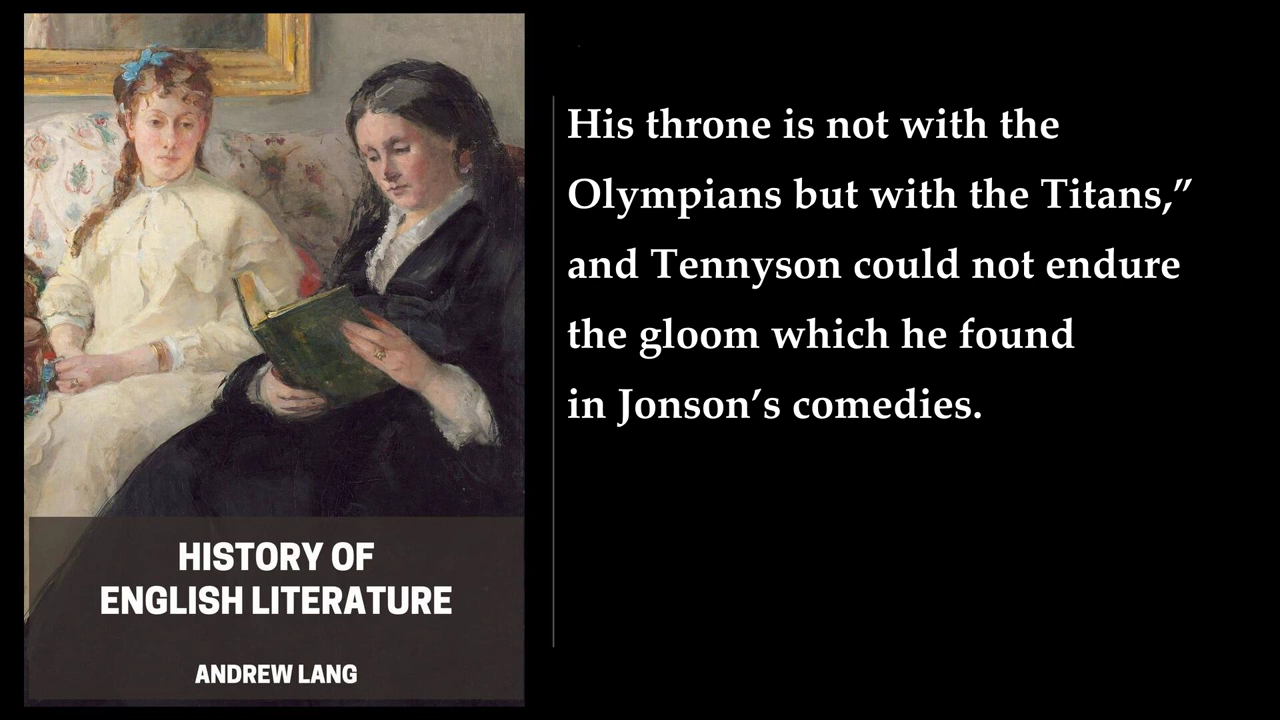 HISTORY OF
ENGLISH LITERATURE
ANDREW LANG
His throne is not with the
Olympians but with the Titans,”
and Tennyson could not endure
the gloom which he found
in Jonson’s comedies.